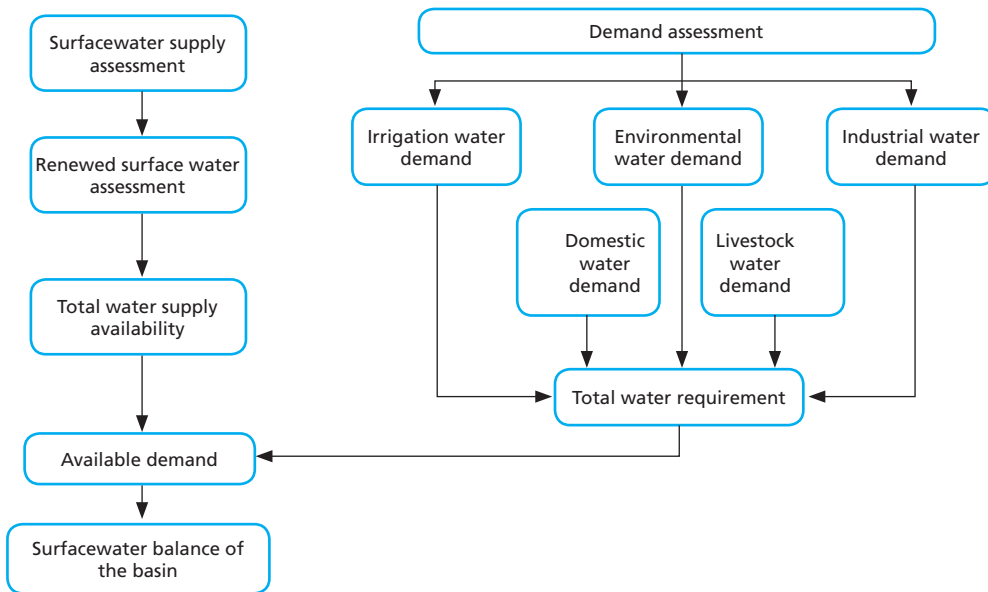 Surfacewater supply
assessment
Renewed surface water
assessment
Total water supply
availability
Available demand
Surfacewater balance of
the basin
Demand assessment
Irrigation water
demand
Environmental
water demand
Industrial water
demand
Domestic
water
demand
Livestock
water
demand
Total water requirement